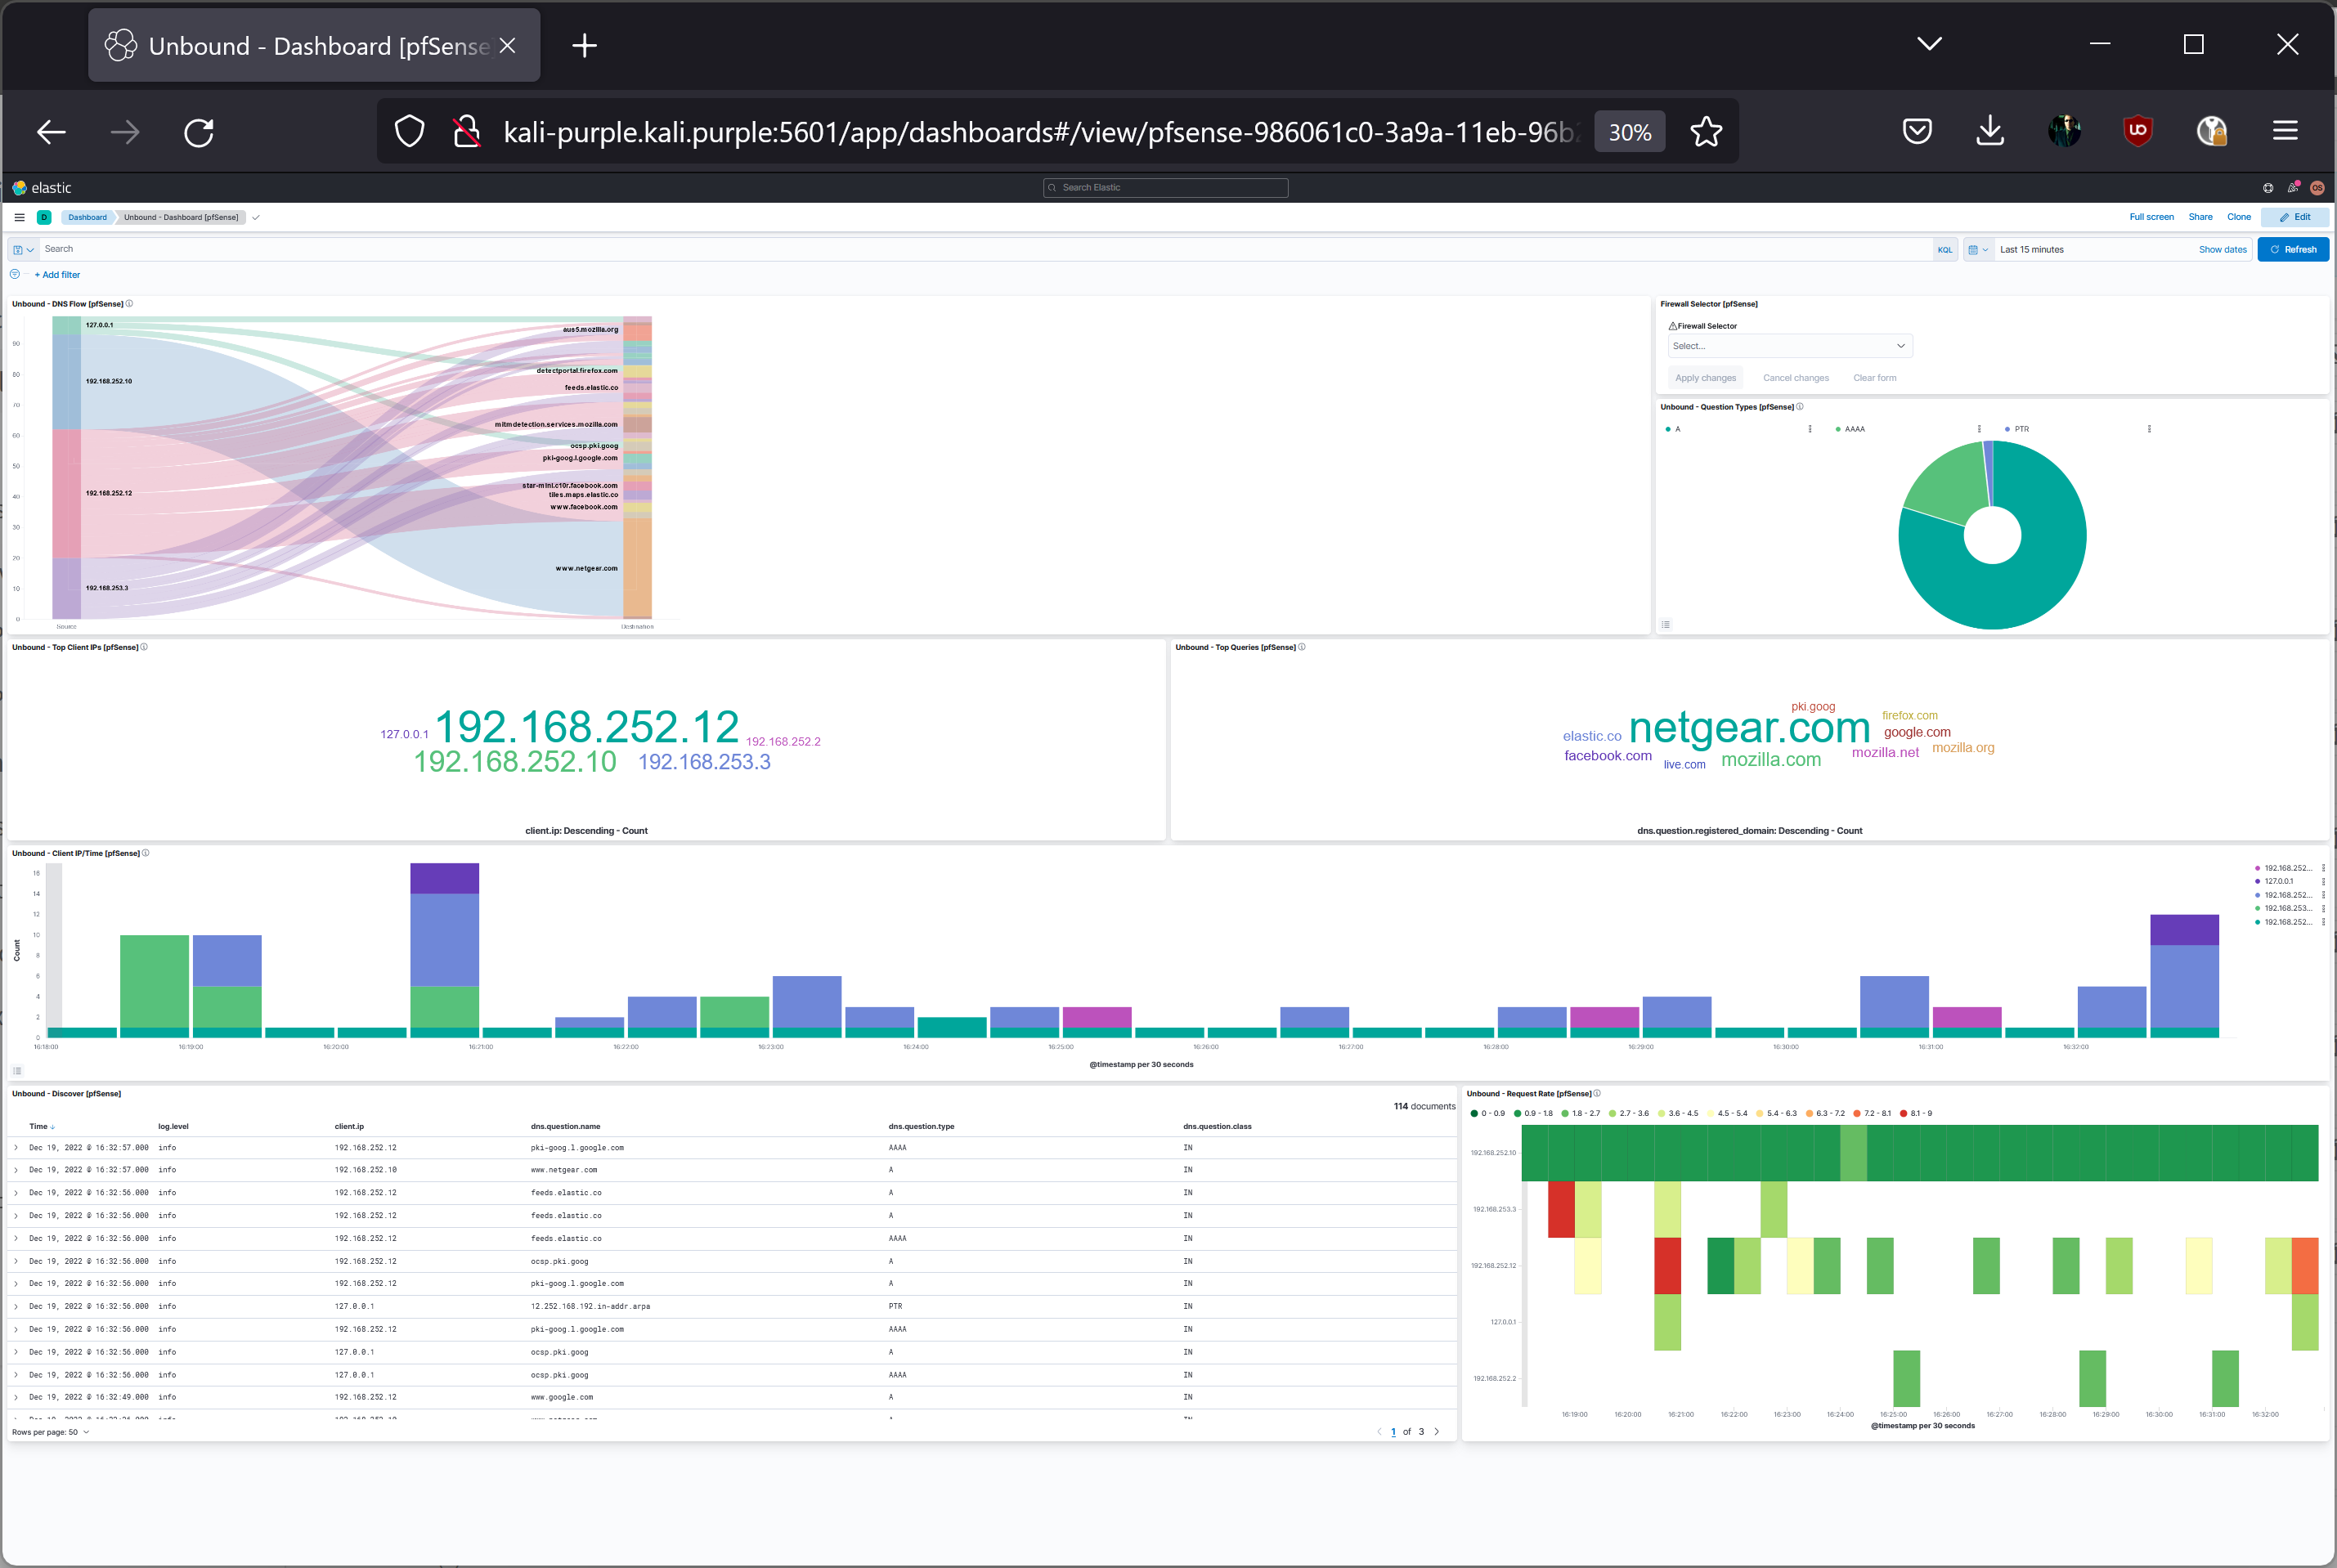 Unbound - Dashboard [pfSense
kali-purple.kali.purple:5601/app/dashboards#/view/pfsense-986061c0-3a9a-11eb-96b
30%
elastic
Search Elastic
OS
D Dashboard Unbound - Dashboard [pfSense]
Full screen Share Clone Edit
Search
KQL
Last 15 minutes
Show dates
Refresh
+ Add filter
Unbound - DNS Flow [pfSense]
90
80
70
60
50
40
30
20
10
0
127.0.0.1
192.168.252.10
192.168.252.12
192.168.253.3
aus5.mozilla.org
detectportal.firefox.com
feeds.elastic.co
mitmdetection.services.mozilla.com
ocsp.pki.goog
pki-goog.l.google.com
star-mini.c10r.facebook.com
tiles.maps.elastic.co
www.facebook.com
www.netgear.com
Source
Destination
Firewall Selector [pfSense]
Firewall Selector
Select...
Apply changes Cancel changes Clear form
Unbound - Question Types [pfSense]
A
AAAA
PTR
Unbound - Top Client IPs [pfSense]
127.0.0.1 192.168.252.12 192.168.252.2
192.168.252.10 192.168.253.3
client.ip: Descending - Count
Unbound - Top Queries [pfSense]
pki.goog
firefox.com
elastic.co netgear.com google.com
facebook.com live.com mozilla.com mozilla.net mozilla.org
dns.question.registered_domain: Descending - Count
Unbound - Client IP/Time [pfSense]
Count
16
14
12
10
8
6
4
2
0
16:18:00 16:19:00 16:20:00 16:21:00 16:22:00 16:23:00 16:24:00 16:25:00 16:26:00 16:27:00 16:28:00 16:29:00 16:30:00 16:31:00 16:32:00
@timestamp per 30 seconds
192.168.252...
127.0.0.1
192.168.252...
192.168.253...
192.168.252...
Unbound - Discover [pfSense]
114 documents
Time log.level client.ip dns.question.name dns.question.type dns.question.class
Dec 19, 2022 @ 16:32:57.000 info 192.168.252.12 pki-goog.l.google.com AAAA IN
Dec 19, 2022 @ 16:32:57.000 info 192.168.252.10 www.netgear.com A IN
Dec 19, 2022 @ 16:32:56.000 info 192.168.252.12 feeds.elastic.co A IN
Dec 19, 2022 @ 16:32:56.000 info 192.168.252.12 feeds.elastic.co A IN
Dec 19, 2022 @ 16:32:56.000 info 192.168.252.12 feeds.elastic.co AAAA IN
Dec 19, 2022 @ 16:32:56.000 info 192.168.252.12 ocsp.pki.goog A IN
Dec 19, 2022 @ 16:32:56.000 info 192.168.252.12 pki-goog.l.google.com A IN
Dec 19, 2022 @ 16:32:56.000 info 127.0.0.1 12.252.168.192.in-addr.arpa PTR IN
Dec 19, 2022 @ 16:32:56.000 info 192.168.252.12 pki-goog.l.google.com AAAA IN
Dec 19, 2022 @ 16:32:56.000 info 127.0.0.1 ocsp.pki.goog A IN
Dec 19, 2022 @ 16:32:56.000 info 127.0.0.1 ocsp.pki.goog AAAA IN
Dec 19, 2022 @ 16:32:49.000 info 192.168.252.12 www.google.com A IN
Rows per page: 50
1 of 3
Unbound - Request Rate [pfSense]
0 - 0.9 0.9 - 1.8 1.8 - 2.7 2.7 - 3.6 3.6 - 4.5 4.5 - 5.4 5.4 - 6.3 6.3 - 7.2 7.2 - 8.1 8.1 - 9
192.168.252.10
192.168.253.3
192.168.252.12
127.0.0.1
192.168.252.2
16:19:00 16:20:00 16:21:00 16:22:00 16:23:00 16:24:00 16:25:00 16:26:00 16:27:00 16:28:00 16:29:00 16:30:00 16:31:00 16:32:00
@timestamp per 30 seconds